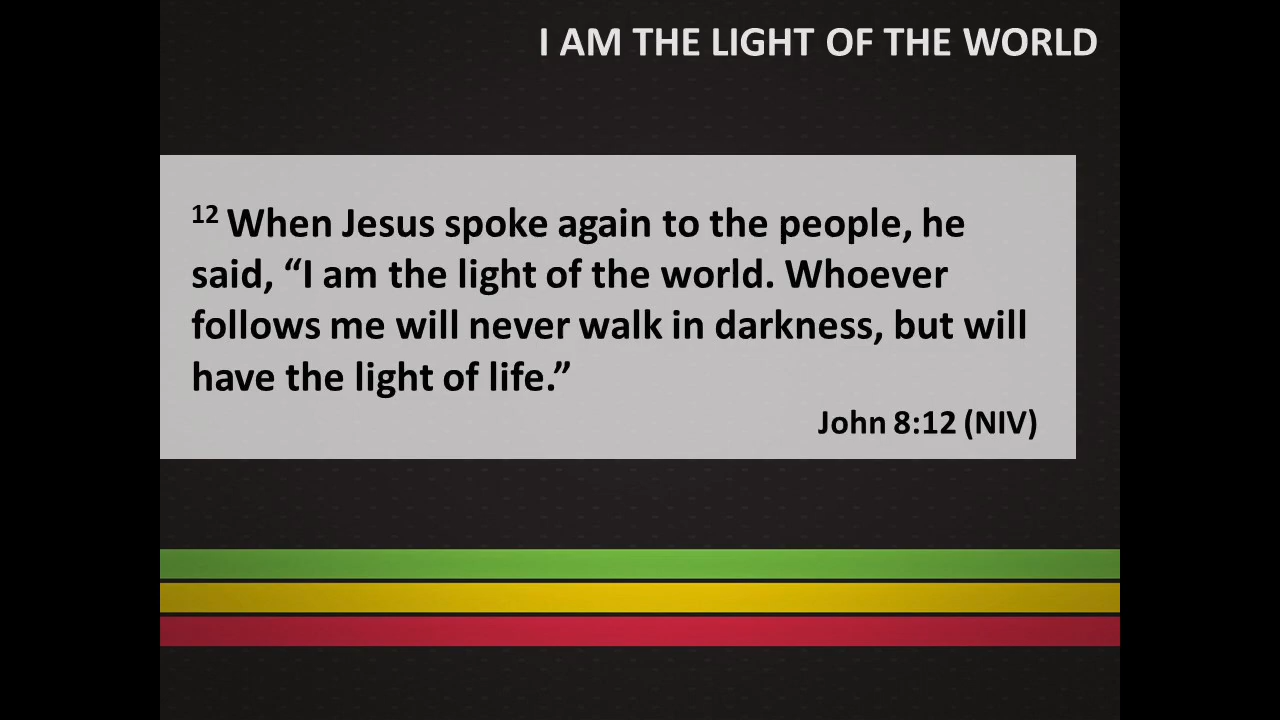 I AM THE LIGHT OF THE WORLD
12 When Jesus spoke again to the people, he
said, “I am the light of the world. Whoever
follows me will never walk in darkness, but will
have the light of life.”
John 8:12 (NIV)